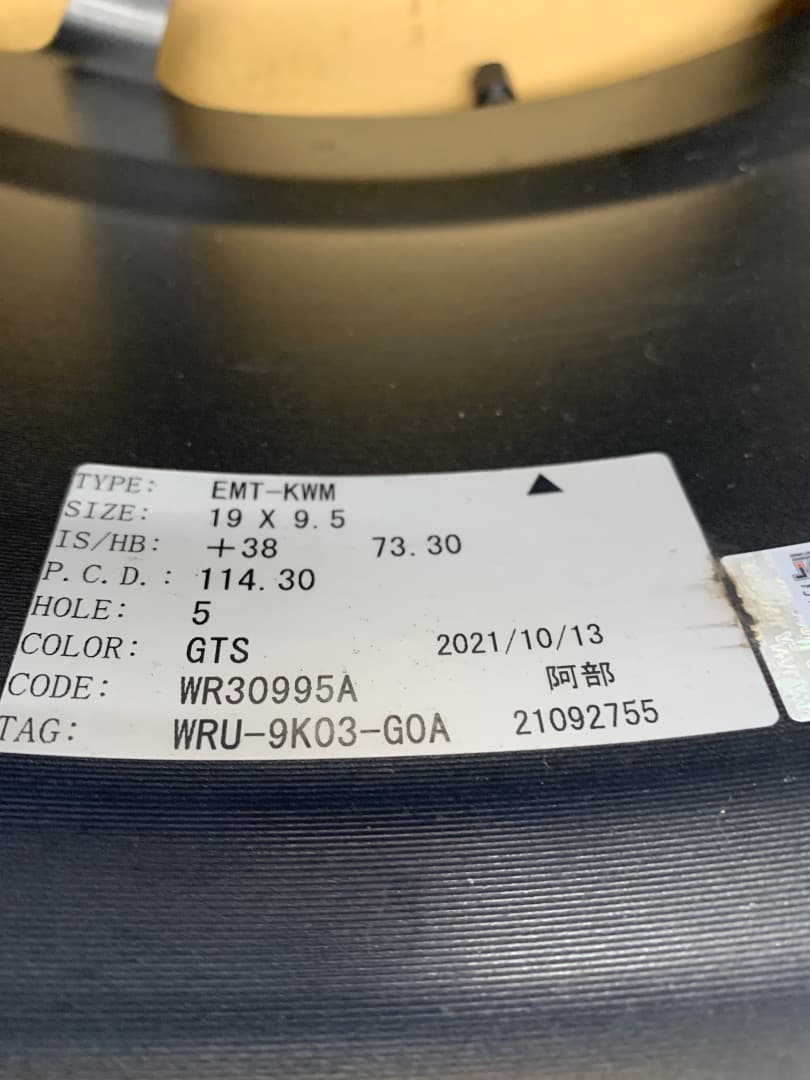 TYPE: EMT-KWM ▲
SIZE: 19 X 9.5
IS/HB: +38 73.30
P.C.D.: 114.30
HOLE: 5
COLOR: GTS 2021/10/13
CODE: WR30995A 阿部
TAG: WRU-9K03-G0A 21092755